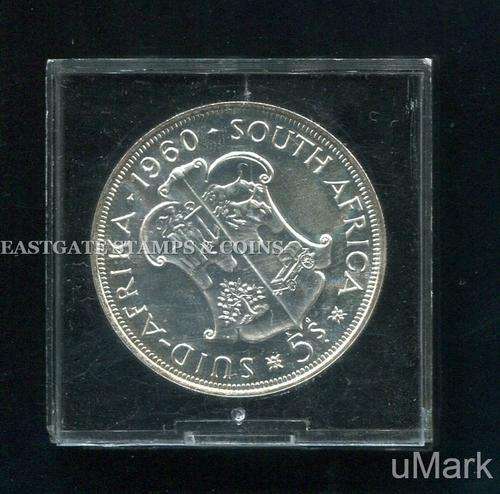 SUID-AFRIKA · 1960 · SOUTH AFRICA
5s.
EASTGATE STAMPS & COINS
uMark